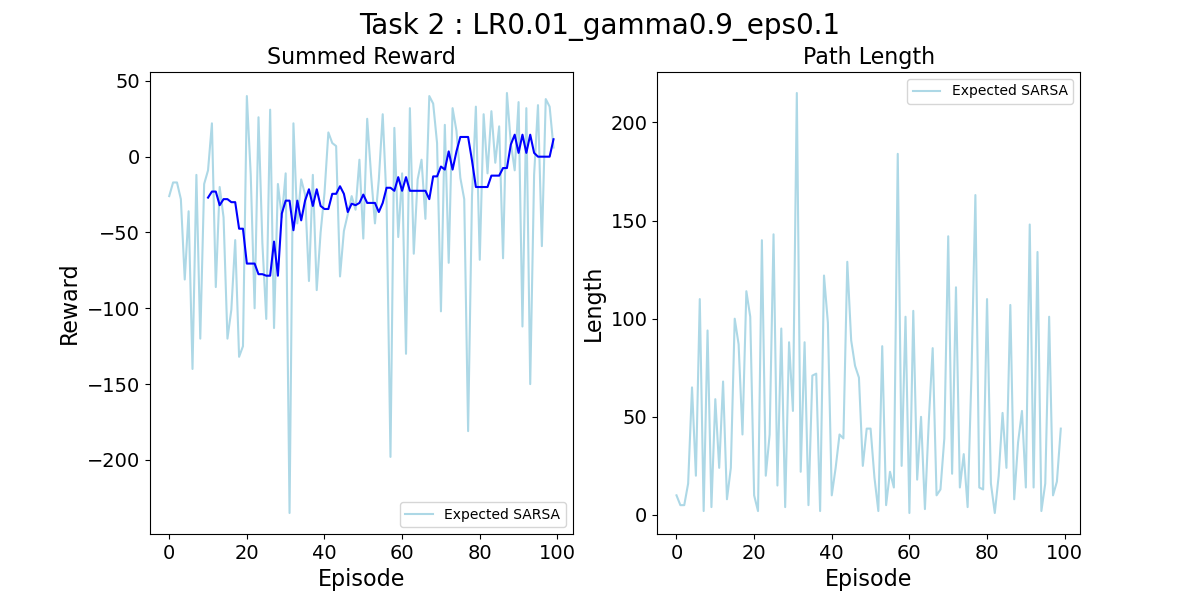 Task 2 : LR0.01_gamma0.9_eps0.1
Summed Reward
50
0
−50
−100
−150
−200
Reward
Expected SARSA
0 20 40 60 80 100
Episode
Path Length
200
150
100
50
0
Length
Expected SARSA
0 20 40 60 80 100
Episode